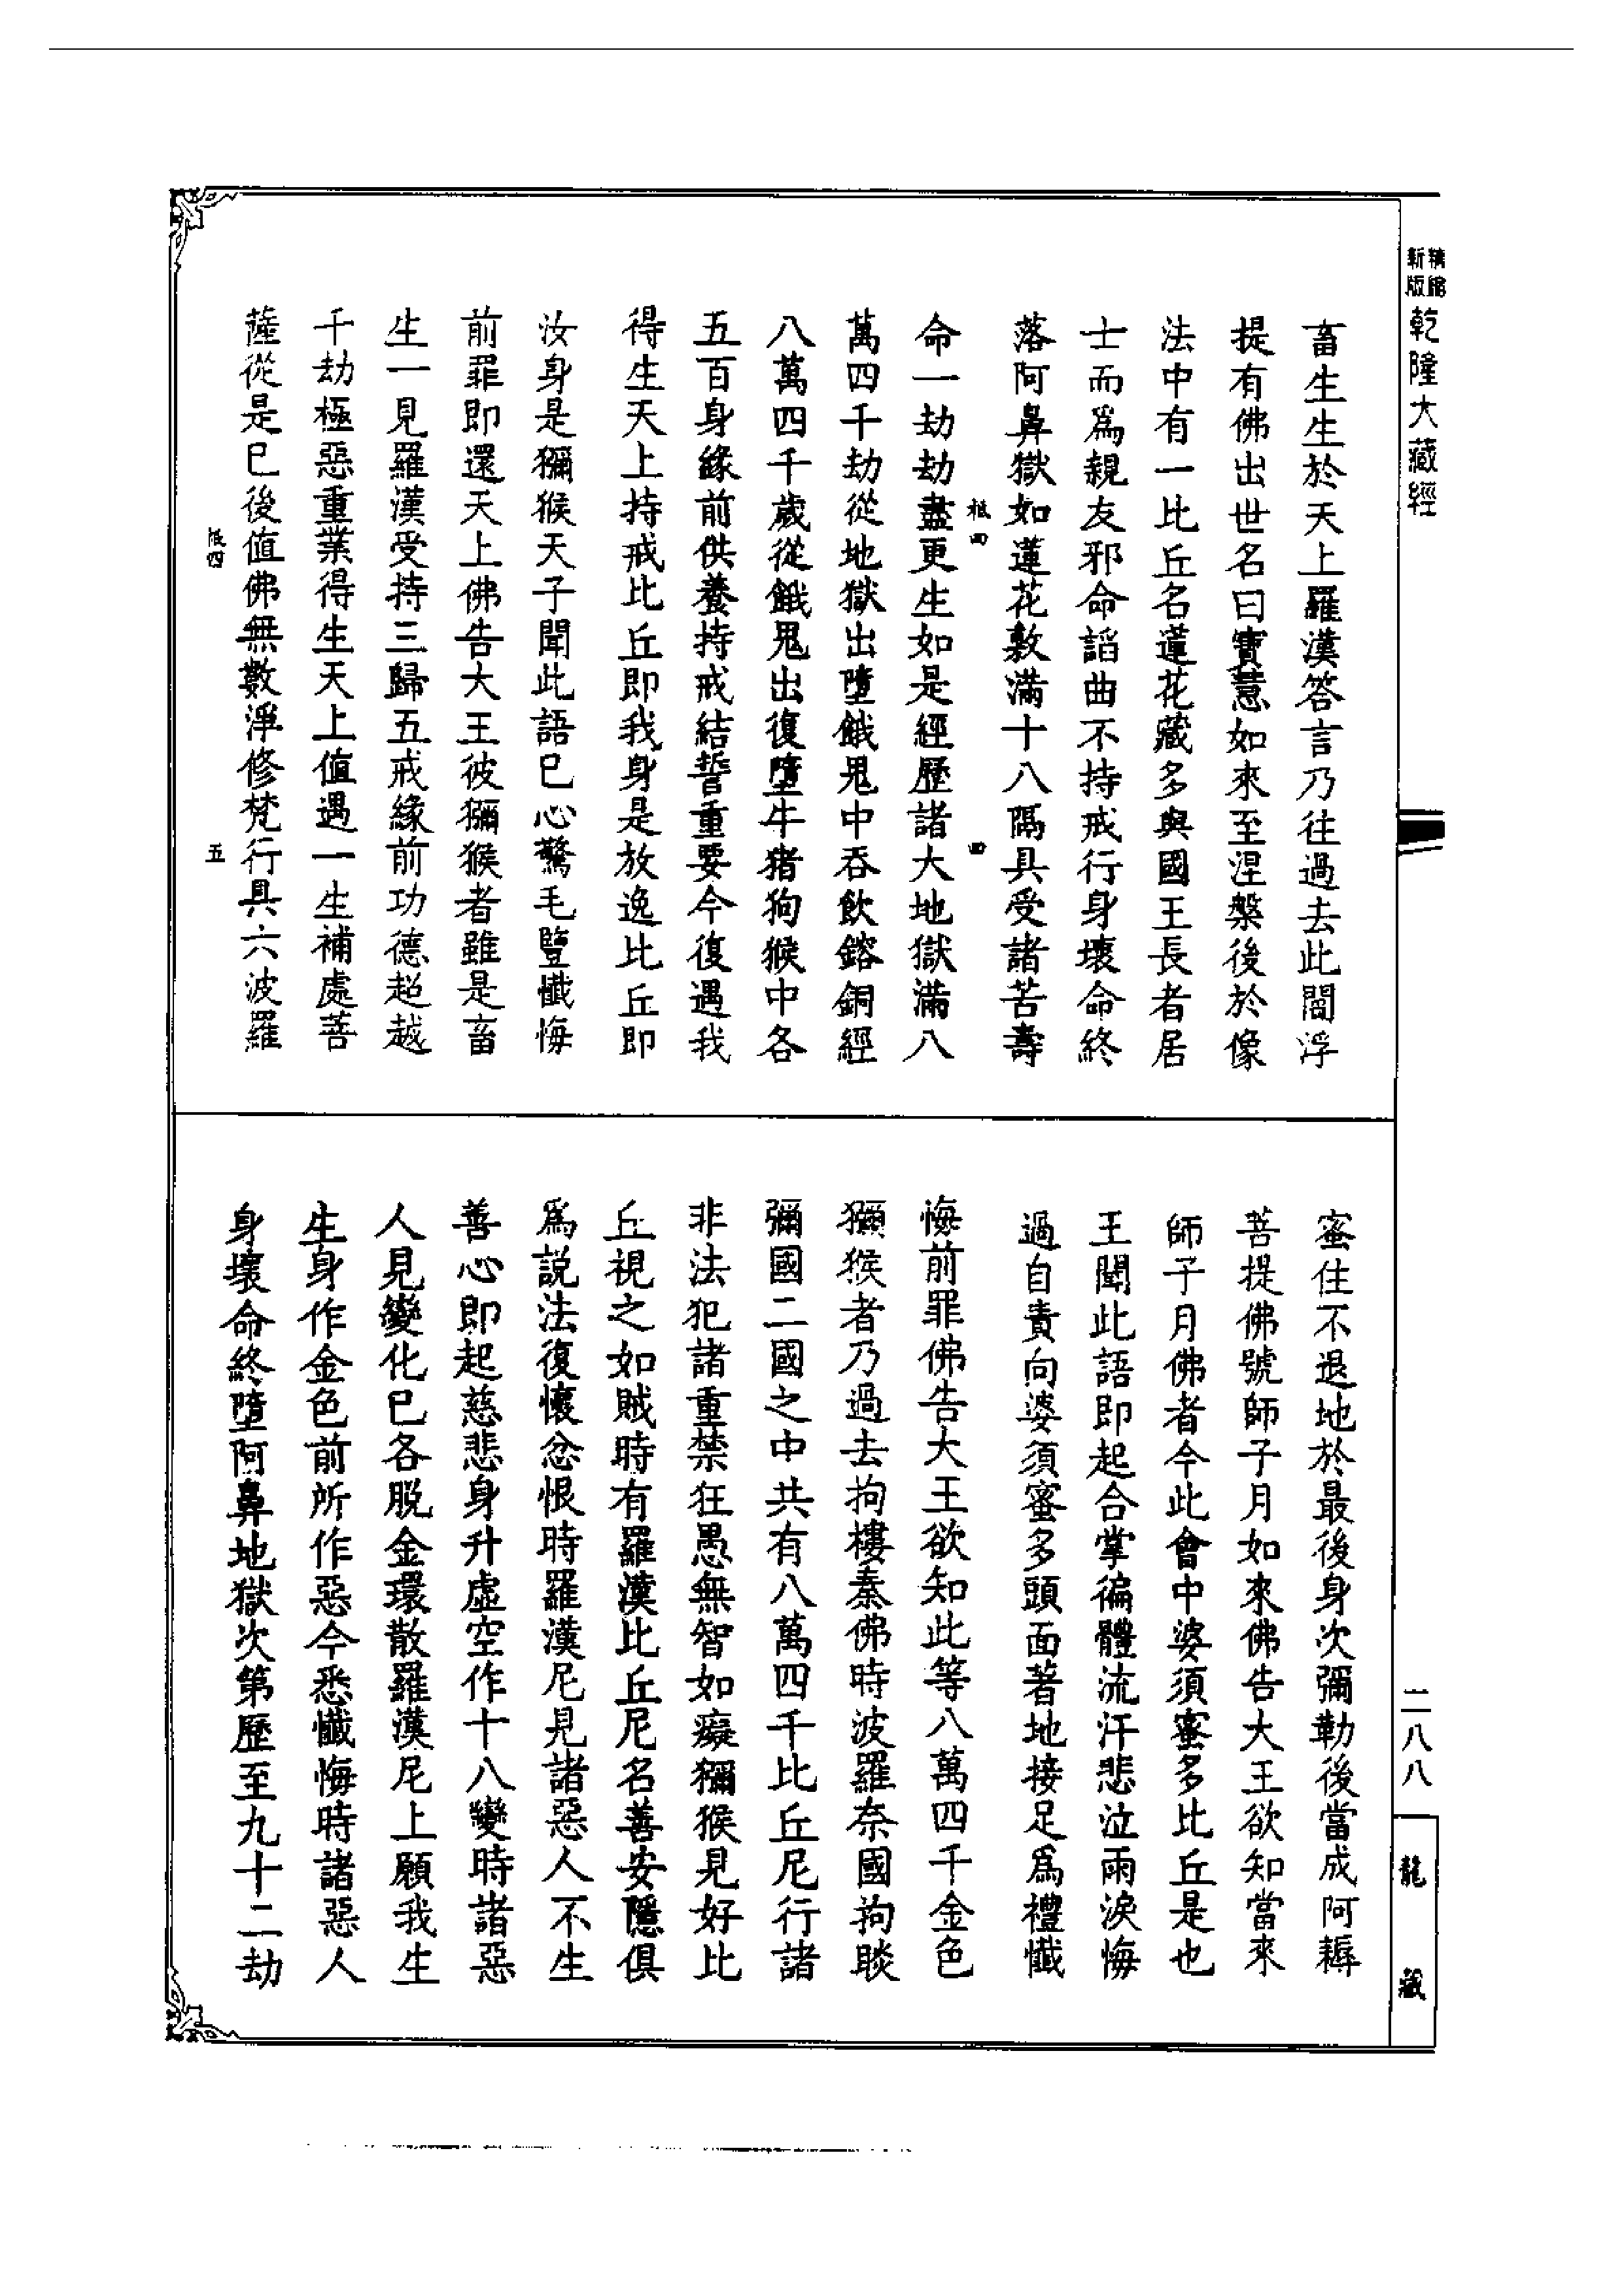 新版精縮
乾隆大藏經
畜生生於天上羅漢答言乃往過去此閻浮
提有佛出世名曰寶慧如來至涅槃後於像
法中有一比丘名蓮花藏多與國王長者居
士而爲親友邪命諂曲不持戒行身壞命終
落阿鼻獄如蓮花敷滿十八隔具受諸苦壽
命一劫劫盡更生如是經歷諸大地獄滿八
萬四千劫從地獄出墮餓鬼中吞飲鎔銅經
八萬四千歲從餓鬼出復墮牛猪狗猴中各
五百身緣前供養持戒結誓重要今復遇我
得生天上持戒比丘即我身是放逸比丘即
汝身是獼猴天子聞此語已心驚毛豎懺悔
前罪即還天上佛告大王彼獼猴者雖是畜
生一見羅漢受持三歸五戒緣前功德超越
千劫極惡重業得生天上值遇一生補處菩
薩從是已後值佛無數淨修梵行具六波羅
四
四
四
五
蜜住不退地於最後身次彌勒後當成阿耨
菩提佛號師子月如來佛告大王欲知當來
師子月佛者今此會中婆須蜜多比丘是也
王聞此語即起合掌徧體流汗悲泣雨淚悔
過自責向婆須蜜多頭面著地接足爲禮懺
悔前罪佛告大王欲知此等八萬四千金色
獼猴者乃過去拘樓秦佛時波羅奈國拘睒
彌國二國之中共有八萬四千比丘尼行諸
非法犯諸重禁狂愚無智如癡獼猴見好比
丘視之如賊時有羅漢比丘尼名善安隱俱
爲說法復懷忿恨時羅漢尼見諸惡人不生
善心即起慈悲身升虛空作十八變時諸惡
人見變化已各脫金環散羅漢尼上願我生
生身作金色前所作惡今悉懺悔時諸惡人
身壞命終墮阿鼻地獄次第歷至九十二劫
二八八
龍藏